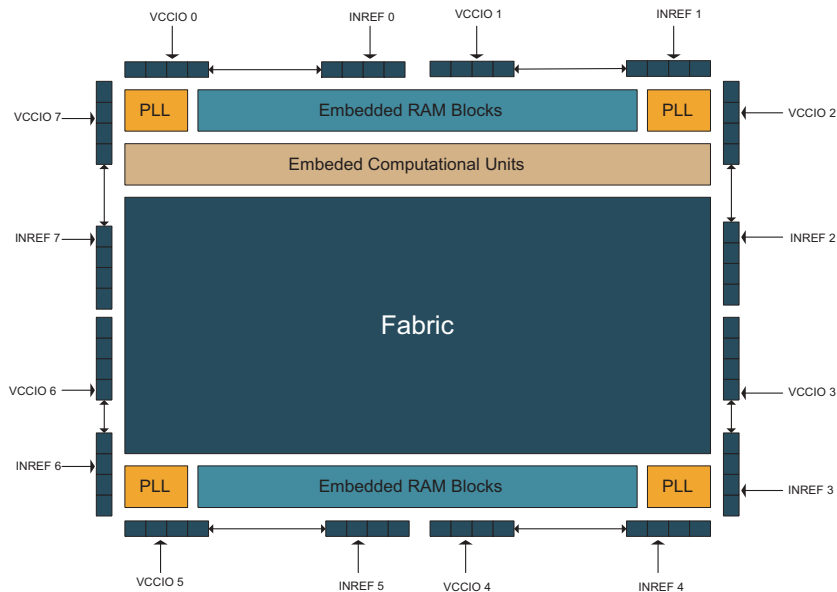 VCCIO 0
INREF 0
VCCIO 1
INREF 1
VCCIO 7
PLL
Embedded RAM Blocks
PLL
VCCIO 2
Embeded Computational Units
INREF 7
INREF 2
Fabric
VCCIO 6
VCCIO 3
INREF 6
PLL
Embedded RAM Blocks
PLL
INREF 3
VCCIO 5
INREF 5
VCCIO 4
INREF 4